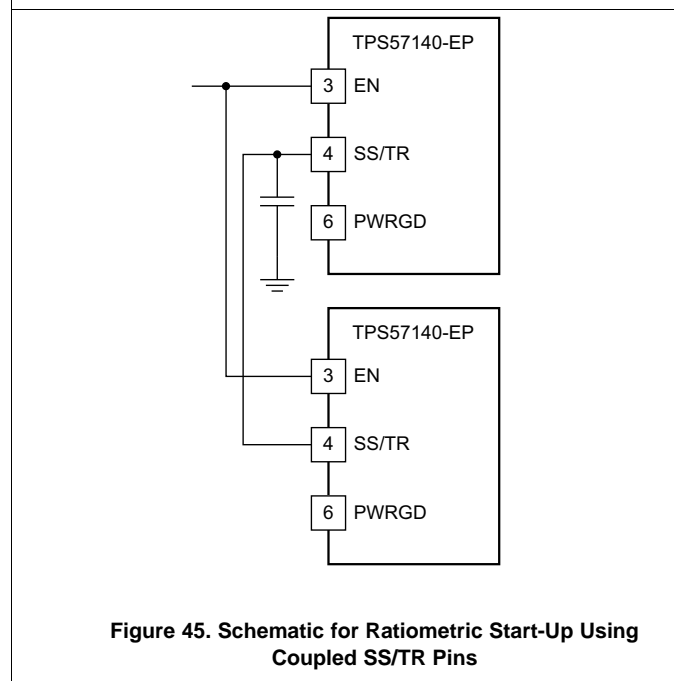 TPS57140-EP
3 EN
4 SS/TR
6 PWRGD
TPS57140-EP
3 EN
4 SS/TR
6 PWRGD
Figure 45. Schematic for Ratiometric Start-Up Using
Coupled SS/TR Pins